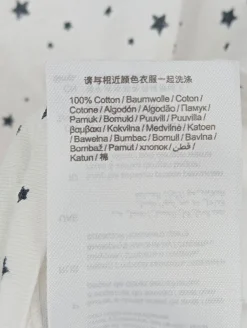 请与相近颜色衣服一起洗涤
100% Cotton / Baumwolle / Coton /
Cotone / Algodón / Algodão / Памук /
Pamuk / Bomuld / Puuvill / Puuvilla /
βαμβάκι / Kokvilna / Medvilnė / Katoen
/ Bawełna / Bumbac / Bomull / Bavlna /
Bombaž / Pamut / хлопок / قطن /
Katun / 棉